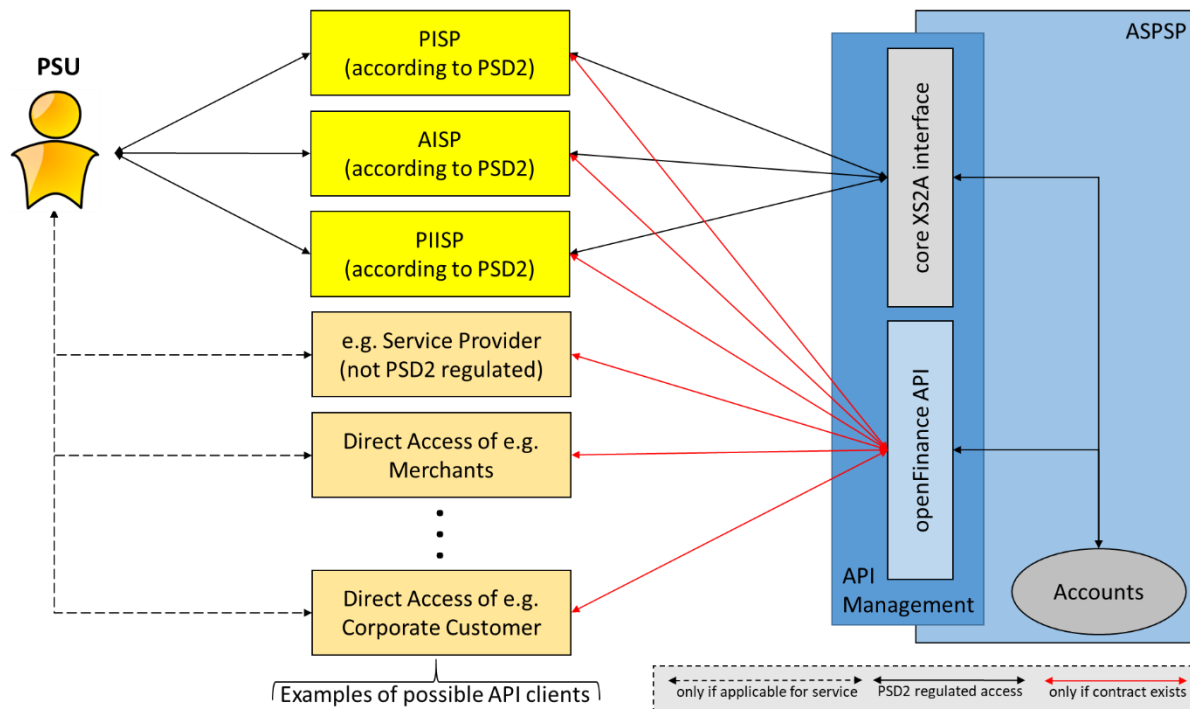 PSU
PISP
(according to PSD2)
AISP
(according to PSD2)
PIISP
(according to PSD2)
e.g. Service Provider
(not PSD2 regulated)
Direct Access of e.g.
Merchants
Direct Access of e.g.
Corporate Customer
Examples of possible API clients
ASPSP
core XS2A interface
openFinance API
API
Management
Accounts
only if applicable for service
PSD2 regulated access
only if contract exists